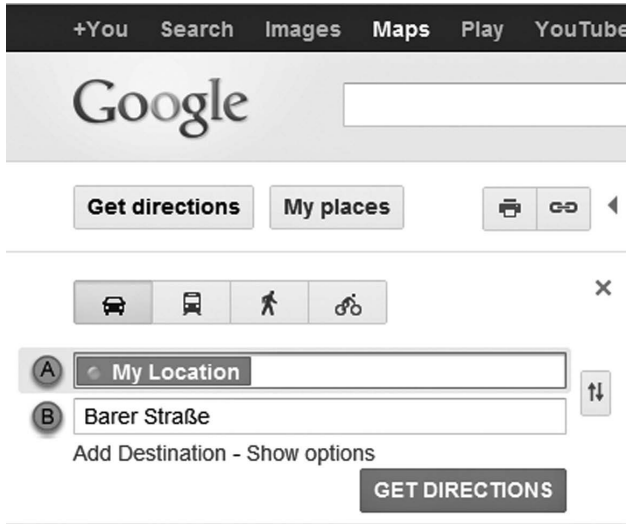 +You Search Images Maps Play YouTube
Google
Get directions My places
A My Location
B Barer Straße
Add Destination - Show options
GET DIRECTIONS